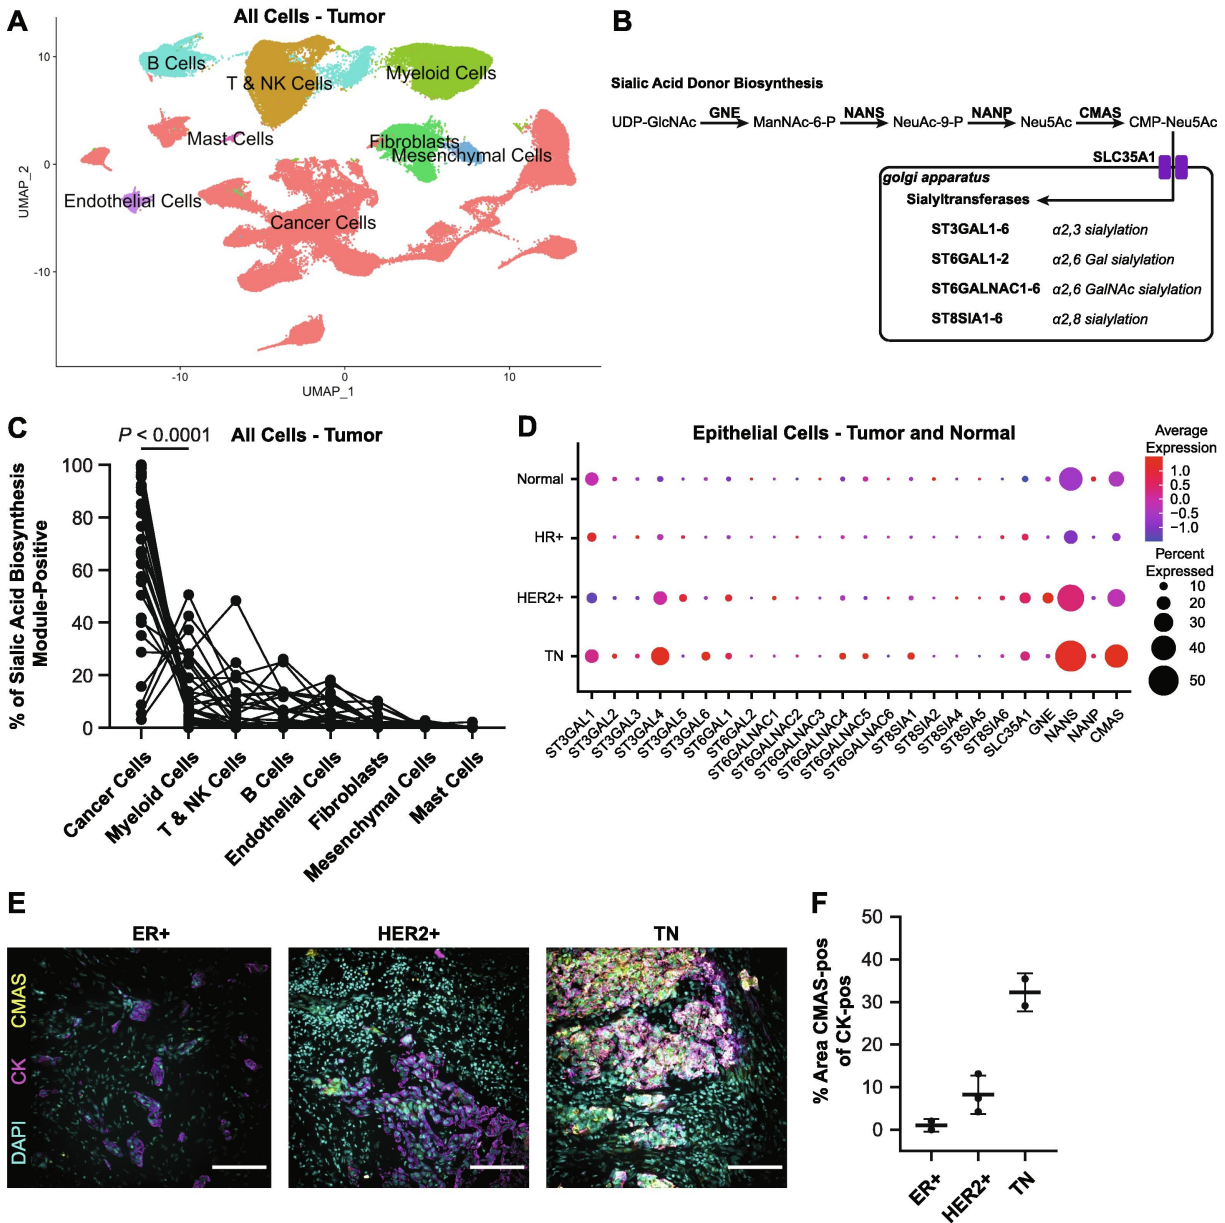 A
All Cells - Tumor
B Cells
T & NK Cells
Myeloid Cells
Mast Cells
Fibroblasts
Mesenchymal Cells
Endothelial Cells
Cancer Cells
UMAP_2
10
0
-10
-10
0
10
UMAP_1
B
Sialic Acid Donor Biosynthesis
UDP-GlcNAc GNE ManNAc-6-P NANS NeuAc-9-P NANP Neu5Ac CMAS CMP-Neu5Ac
SLC35A1
golgi apparatus
Sialyltransferases
ST3GAL1-6 α2,3 sialylation
ST6GAL1-2 α2,6 Gal sialylation
ST6GALNAC1-6 α2,6 GalNAc sialylation
ST8SIA1-6 α2,8 sialylation
C
P < 0.0001
All Cells - Tumor
% of Sialic Acid Biosynthesis
Module-Positive
100
80
60
40
20
0
Cancer Cells
Myeloid Cells
T & NK Cells
B Cells
Endothelial Cells
Fibroblasts
Mesenchymal Cells
Mast Cells
D
Epithelial Cells - Tumor and Normal
Normal
HR+
HER2+
TN
ST3GAL1
ST3GAL2
ST3GAL3
ST3GAL4
ST3GAL5
ST3GAL6
ST6GAL1
ST6GAL2
ST6GALNAC1
ST6GALNAC2
ST6GALNAC3
ST6GALNAC4
ST6GALNAC5
ST6GALNAC6
ST8SIA1
ST8SIA2
ST8SIA4
ST8SIA5
ST8SIA6
SLC35A1
GNE
NANS
NANP
CMAS
Average
Expression
1.0
0.5
0.0
-0.5
-1.0
Percent
Expressed
10
20
30
40
50
E
ER+
HER2+
TN
DAPI CK CMAS
F
% Area CMAS-pos
of CK-pos
50
40
30
20
10
0
ER+
HER2+
TN